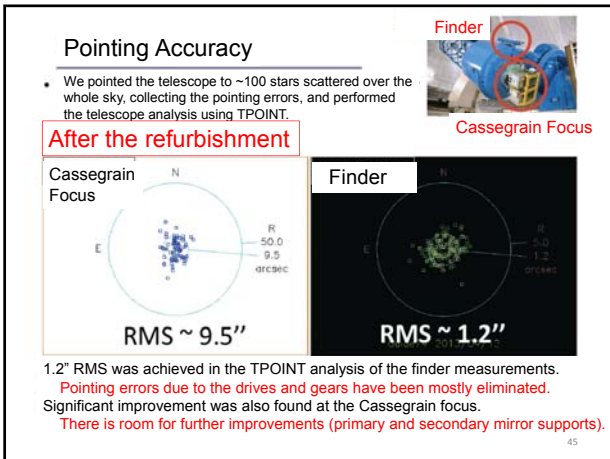 Finder
Pointing Accuracy
• We pointed the telescope to ~100 stars scattered over the
whole sky, collecting the pointing errors, and performed
the telescope analysis using TPOINT.
Cassegrain Focus
After the refurbishment
Cassegrain
Focus
N
E
R
50.0
9.5
arcsec
RMS ~ 9.5’’
Finder
N
E
R
5.0
1.2
arcsec
RMS ~ 1.2’’
1.2” RMS was achieved in the TPOINT analysis of the finder measurements.
Pointing errors due to the drives and gears have been mostly eliminated.
Significant improvement was also found at the Cassegrain focus.
There is room for further improvements (primary and secondary mirror supports).
45